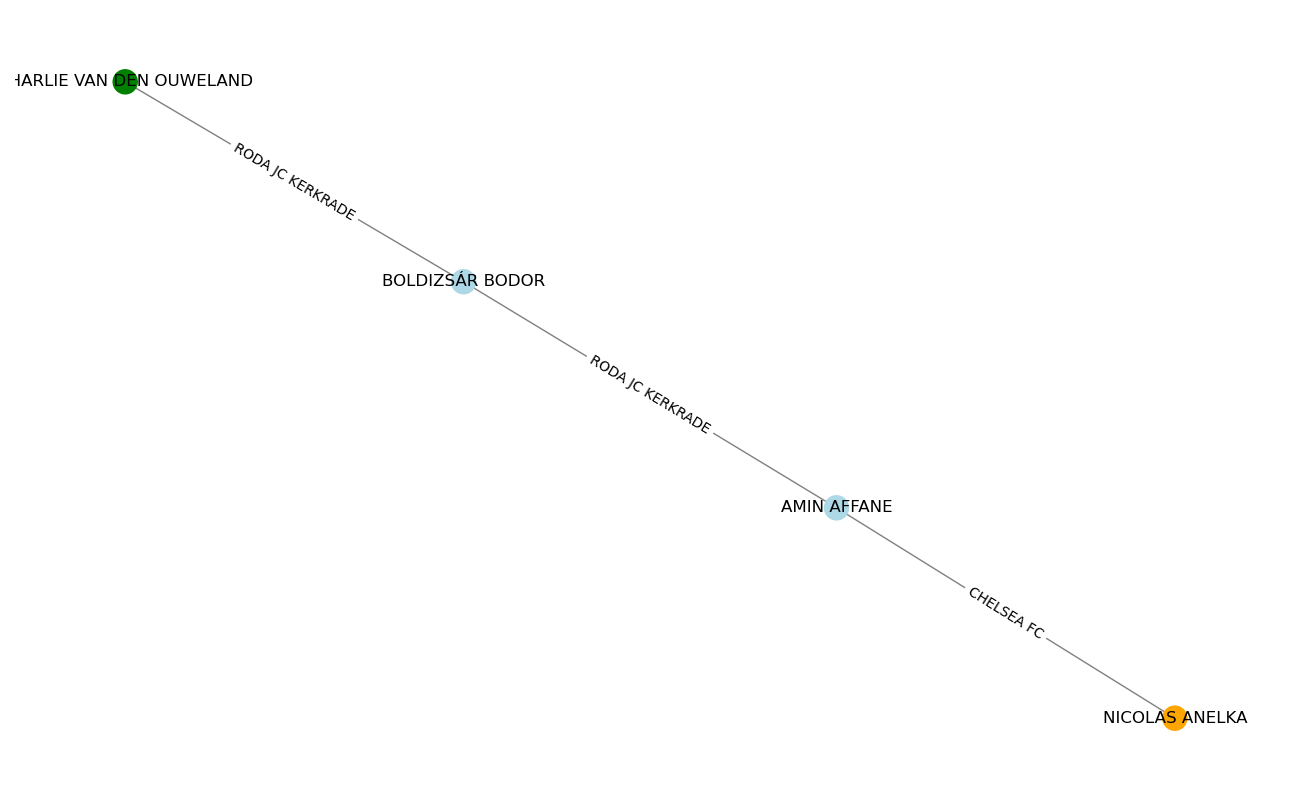 HARLIE VAN DEN OUWELAND
RODA JC KERKRADE
BOLDIZSÁR BODOR
RODA JC KERKRADE
AMIN AFFANE
CHELSEA FC
NICOLAS ANELKA